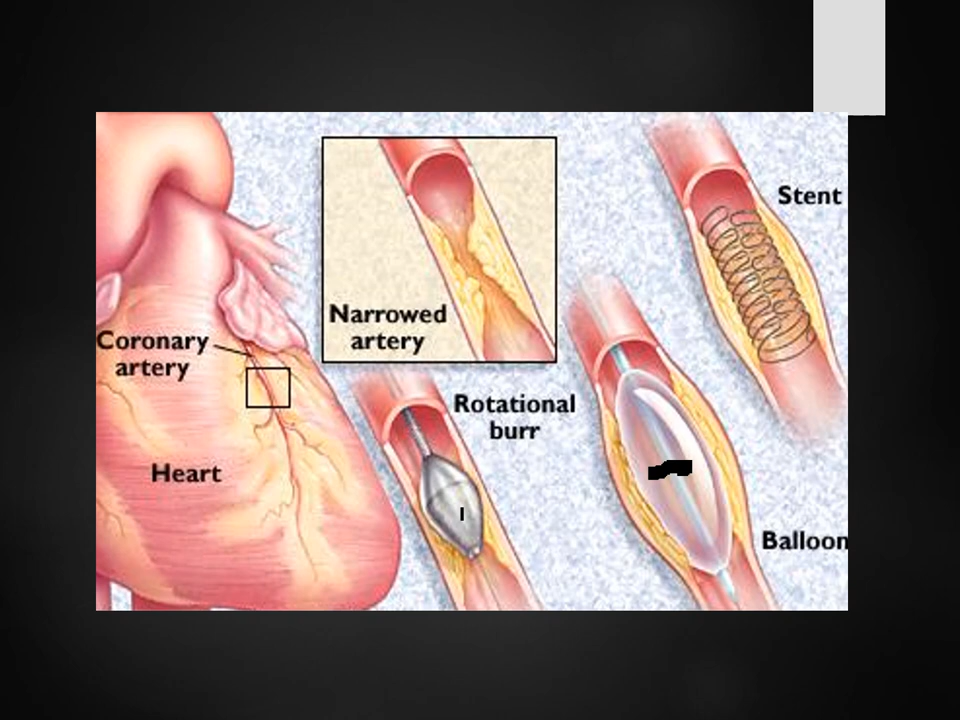 Stent
Narrowed
artery
Coronary
artery
Rotational
burr
Heart
Balloon